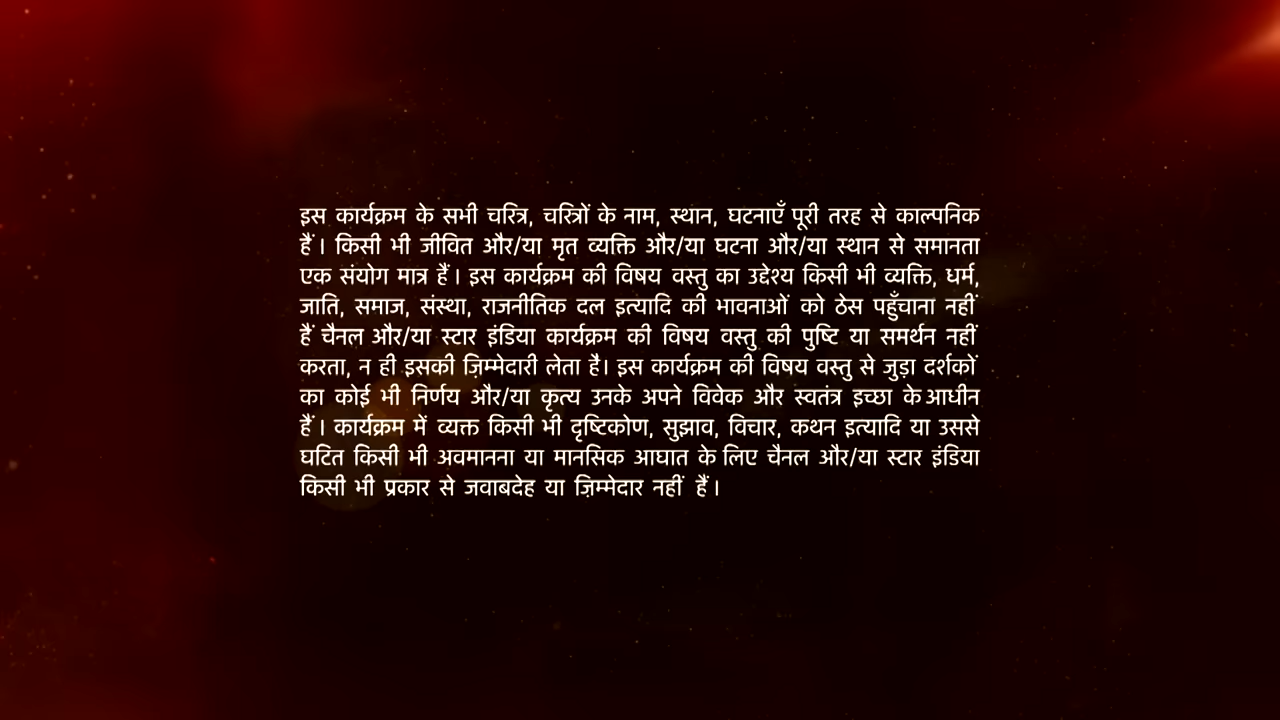 इस कार्यक्रम के सभी चरित्र, चरित्रों के नाम, स्थान, घटनाएँ पूरी तरह से काल्पनिक
हैं । किसी भी जीवित और/या मृत व्यक्ति और/या घटना और/या स्थान से समानता
एक संयोग मात्र हैं । इस कार्यक्रम की विषय वस्तु का उद्देश्य किसी भी व्यक्ति, धर्म,
जाति, समाज, संस्था, राजनीतिक दल इत्यादि की भावनाओं को ठेस पहुँचाना नहीं
हैं चैनल और/या स्टार इंडिया कार्यक्रम की विषय वस्तु की पुष्टि या समर्थन नहीं
करता, न ही इसकी ज़िम्मेदारी लेता है। इस कार्यक्रम की विषय वस्तु से जुड़ा दर्शकों
का कोई भी निर्णय और/या कृत्य उनके अपने विवेक और स्वतंत्र इच्छा के आधीन
हैं । कार्यक्रम में व्यक्त किसी भी दृष्टिकोण, सुझाव, विचार, कथन इत्यादि या उससे
घटित किसी भी अवमानना या मानसिक आघात के लिए चैनल और/या स्टार इंडिया
किसी भी प्रकार से जवाबदेह या ज़िम्मेदार नहीं हैं ।